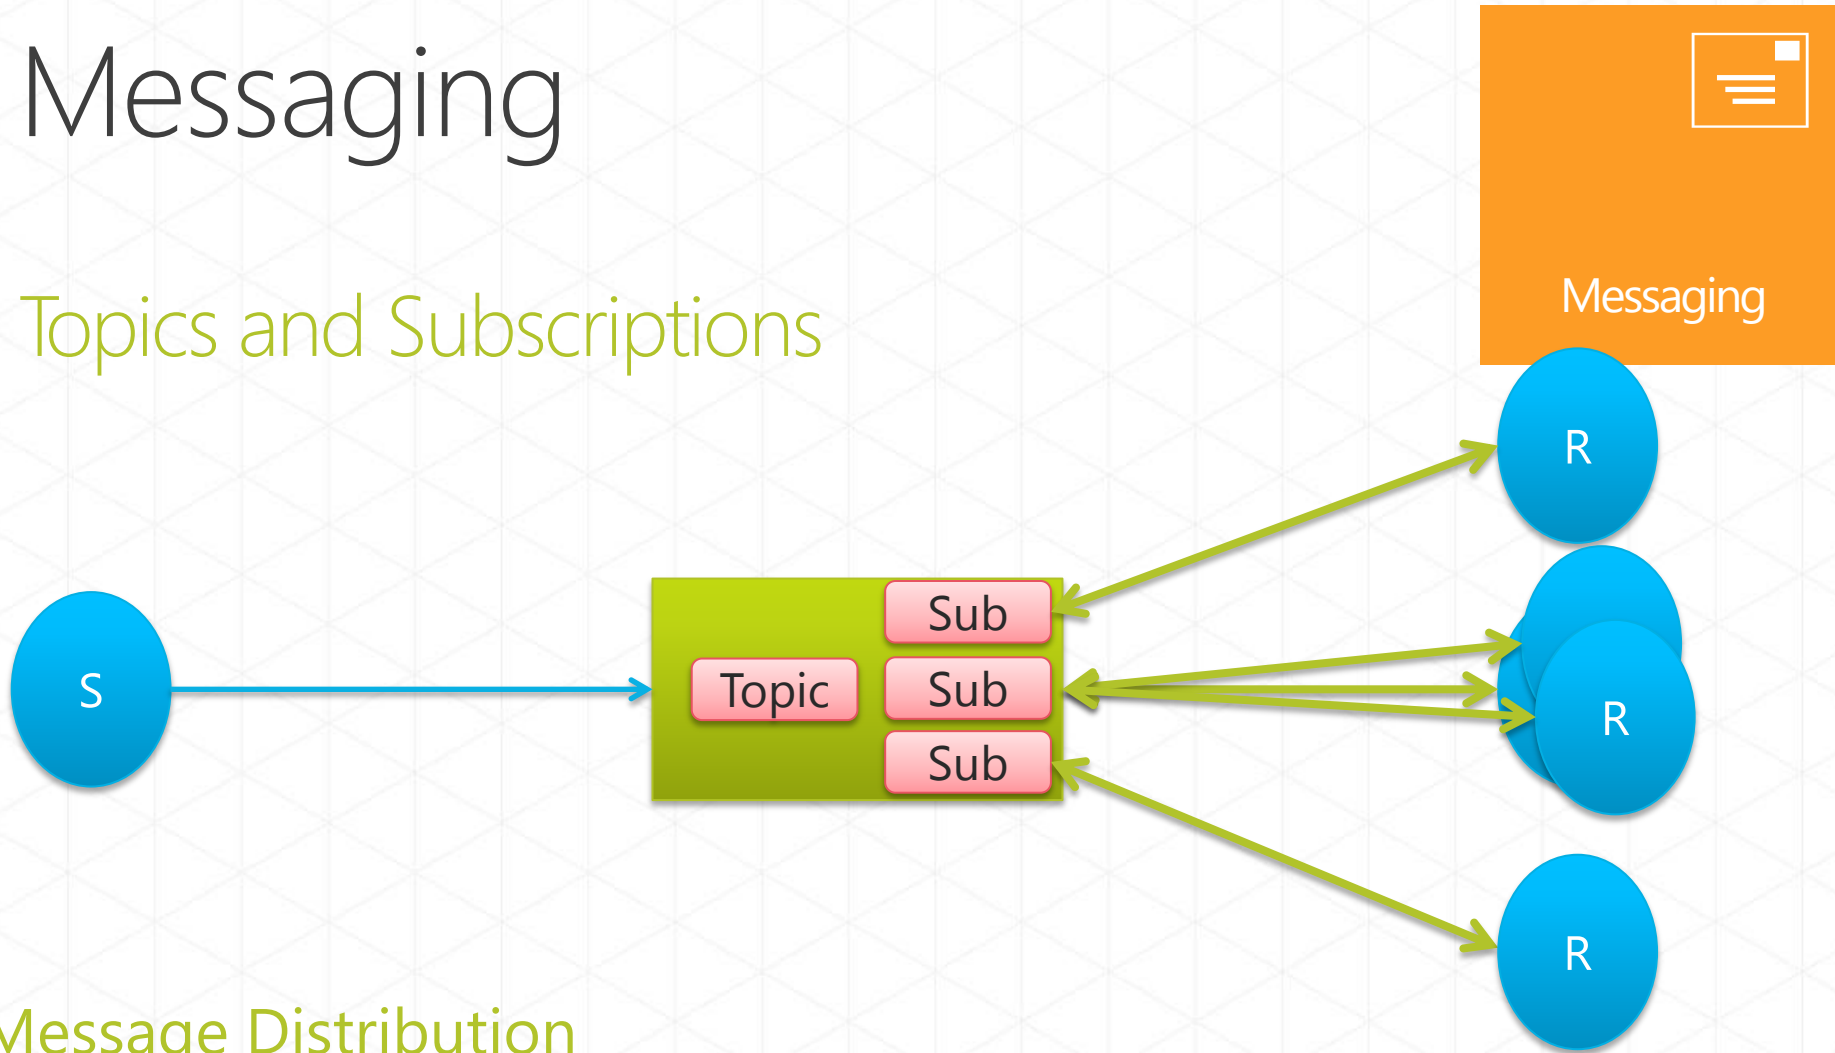 Messaging
Messaging
Topics and Subscriptions
R
Sub
S
Topic
Sub
R
Sub
R
Message Distribution